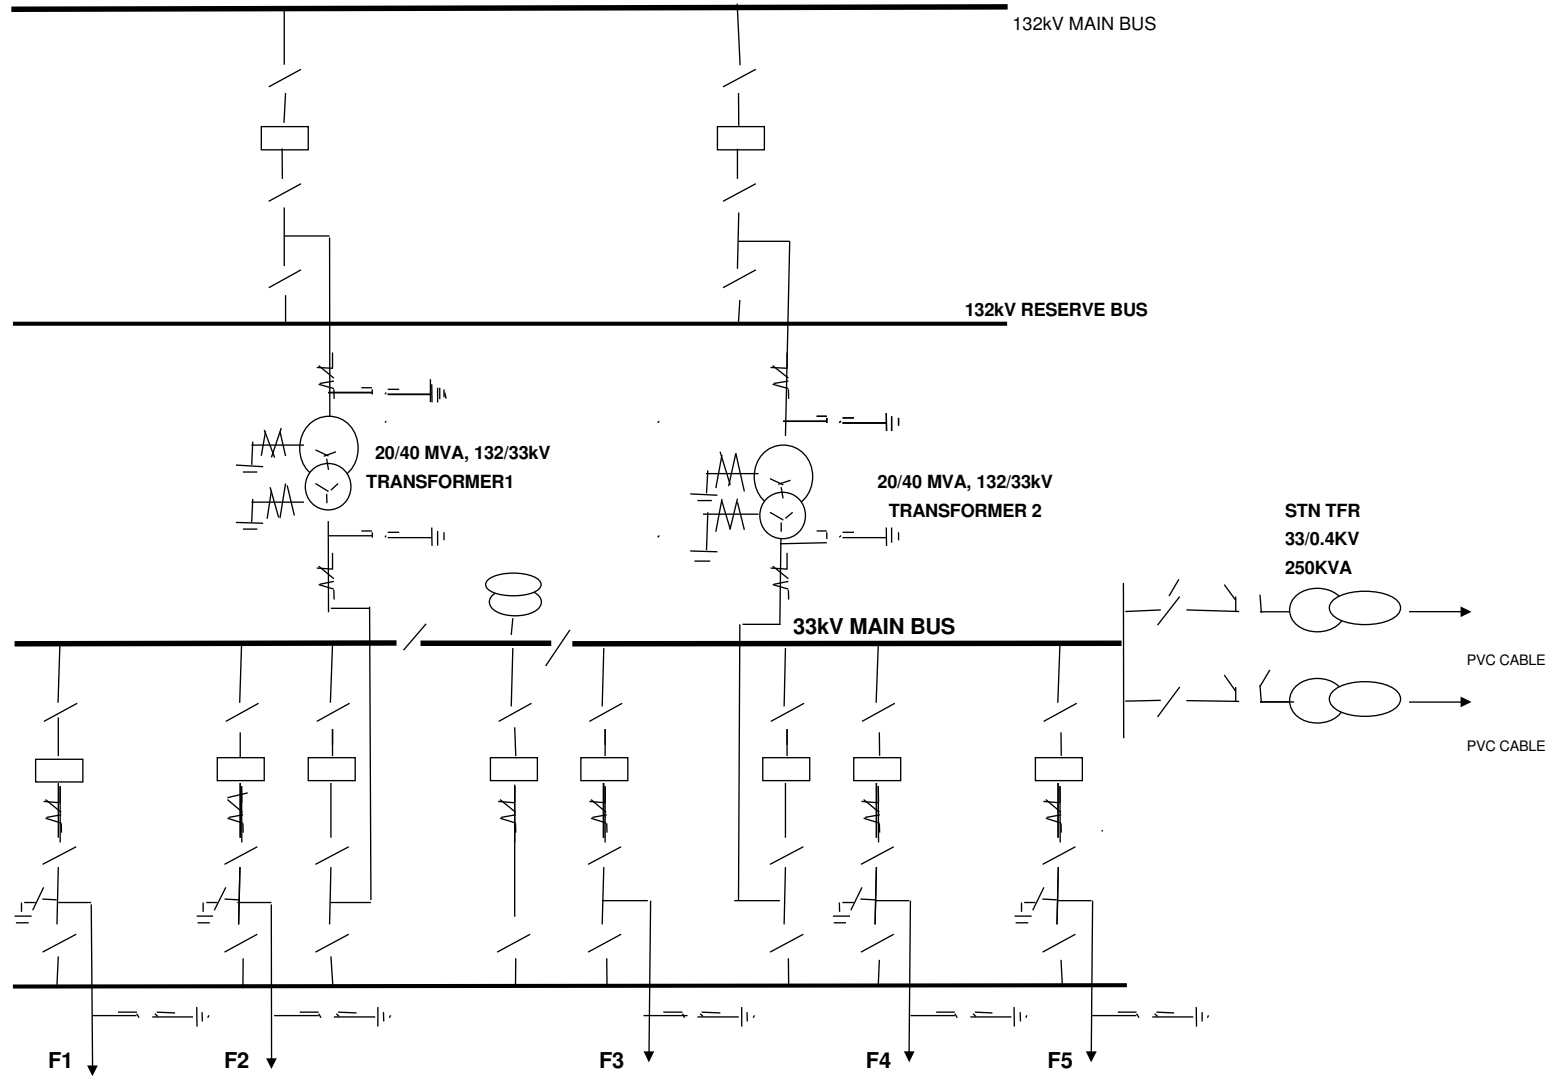 132kV MAIN BUS
132kV RESERVE BUS
20/40 MVA, 132/33kV
TRANSFORMER1
20/40 MVA, 132/33kV
TRANSFORMER 2
STN TFR
33/0.4KV
250KVA
33kV MAIN BUS
PVC CABLE
PVC CABLE
F1
F2
F3
F4
F5